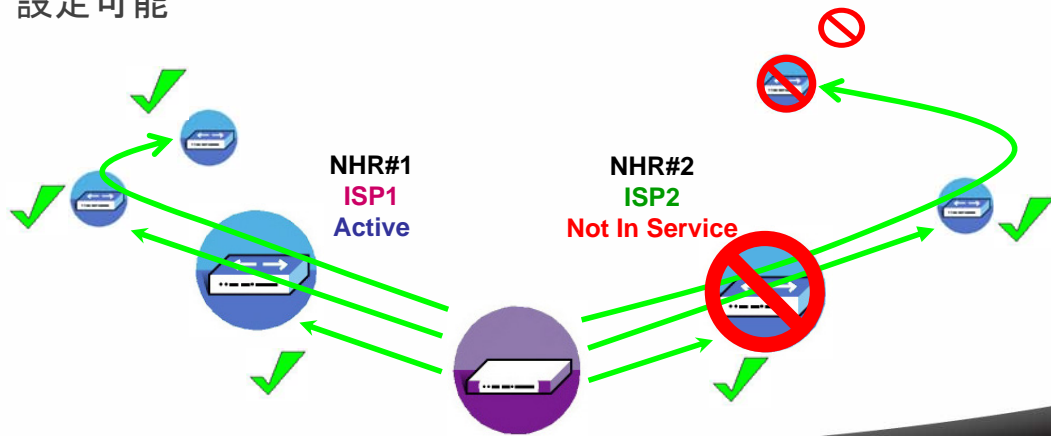 設定可能
NHR#1
ISP1
Active
NHR#2
ISP2
Not In Service